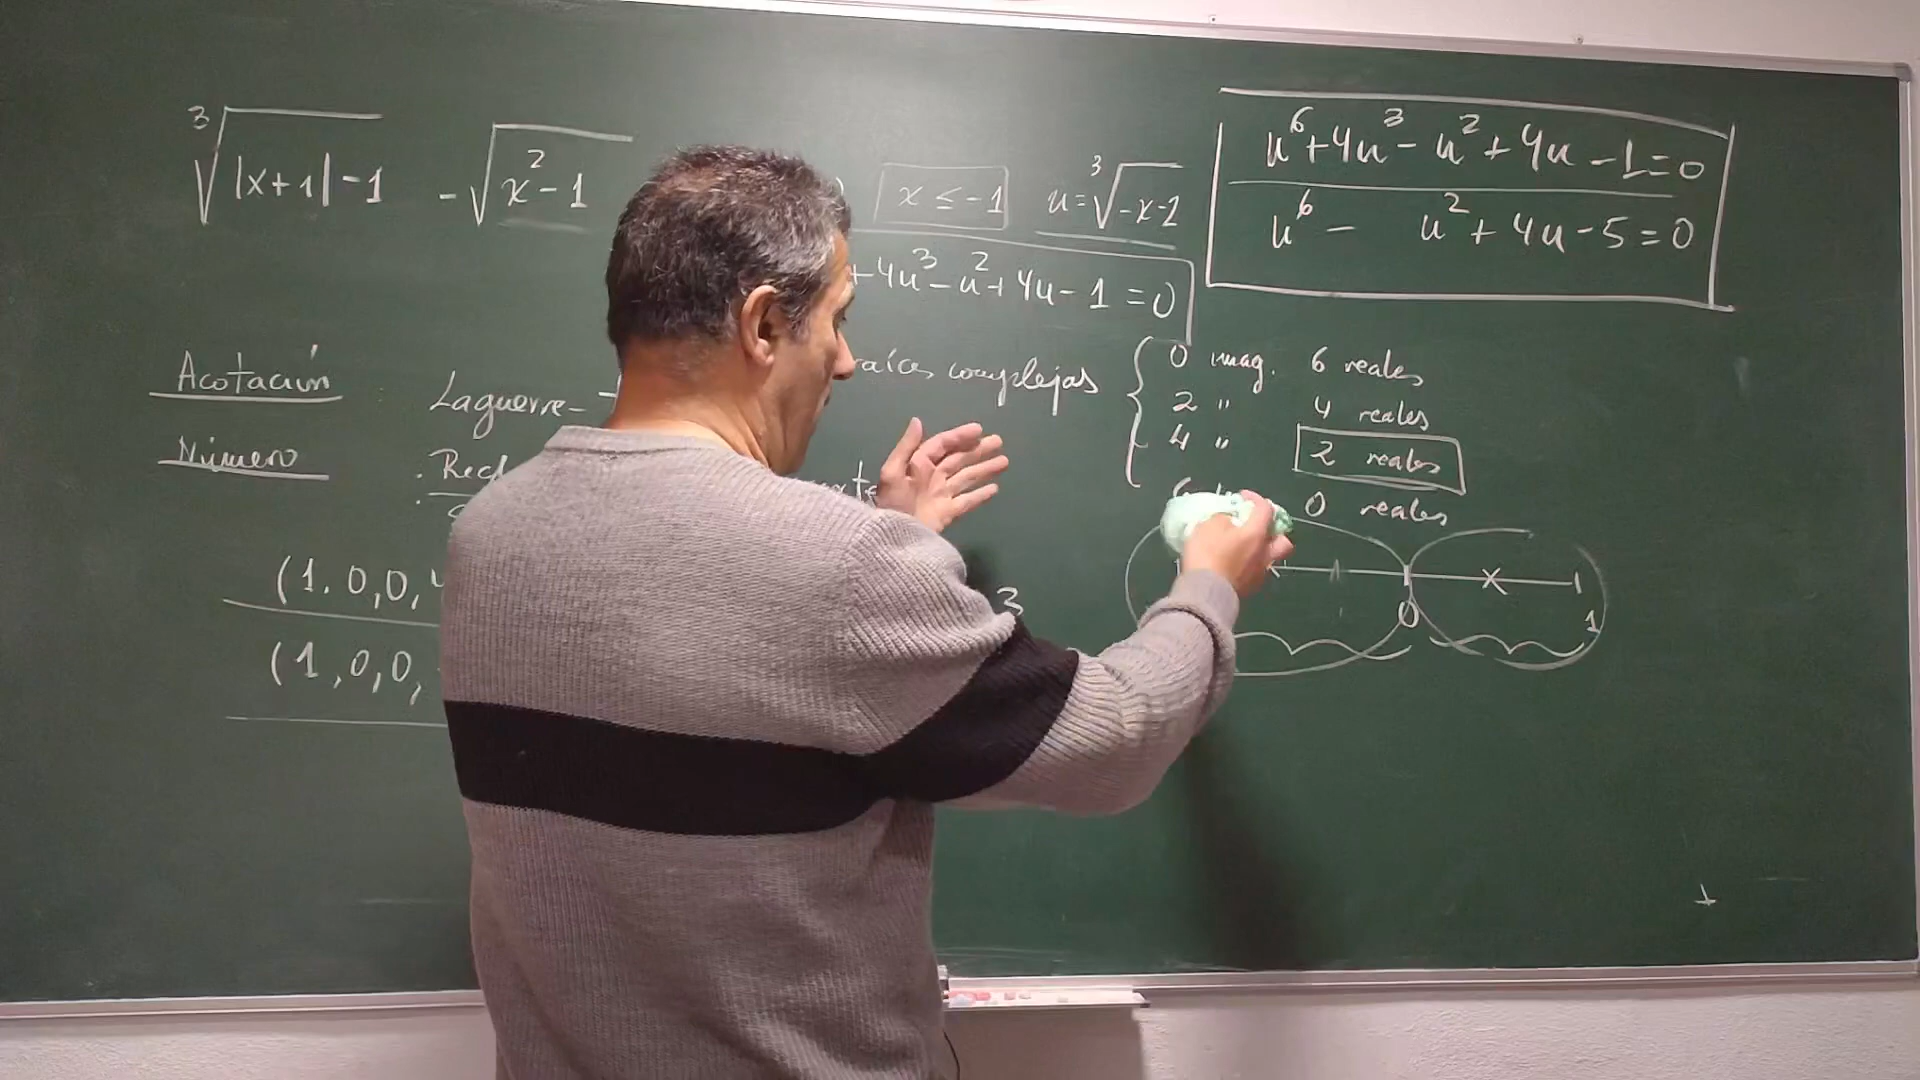 ∛(|x+1|-1) - √(x²-1)
x ≤ -1
u = ∛(-x-2)
u⁶+4u³-u²+4u-1=0
u⁶- u²+4u-5=0
+4u³-u²+4u-1=0
Acotación
Laguerre-
raíces complejas
0 imag. 6 reales
2 " 4 reales
4 " 2 reales
0 reales
Número
(1.0,0,
(1,0,0,
3
0
1